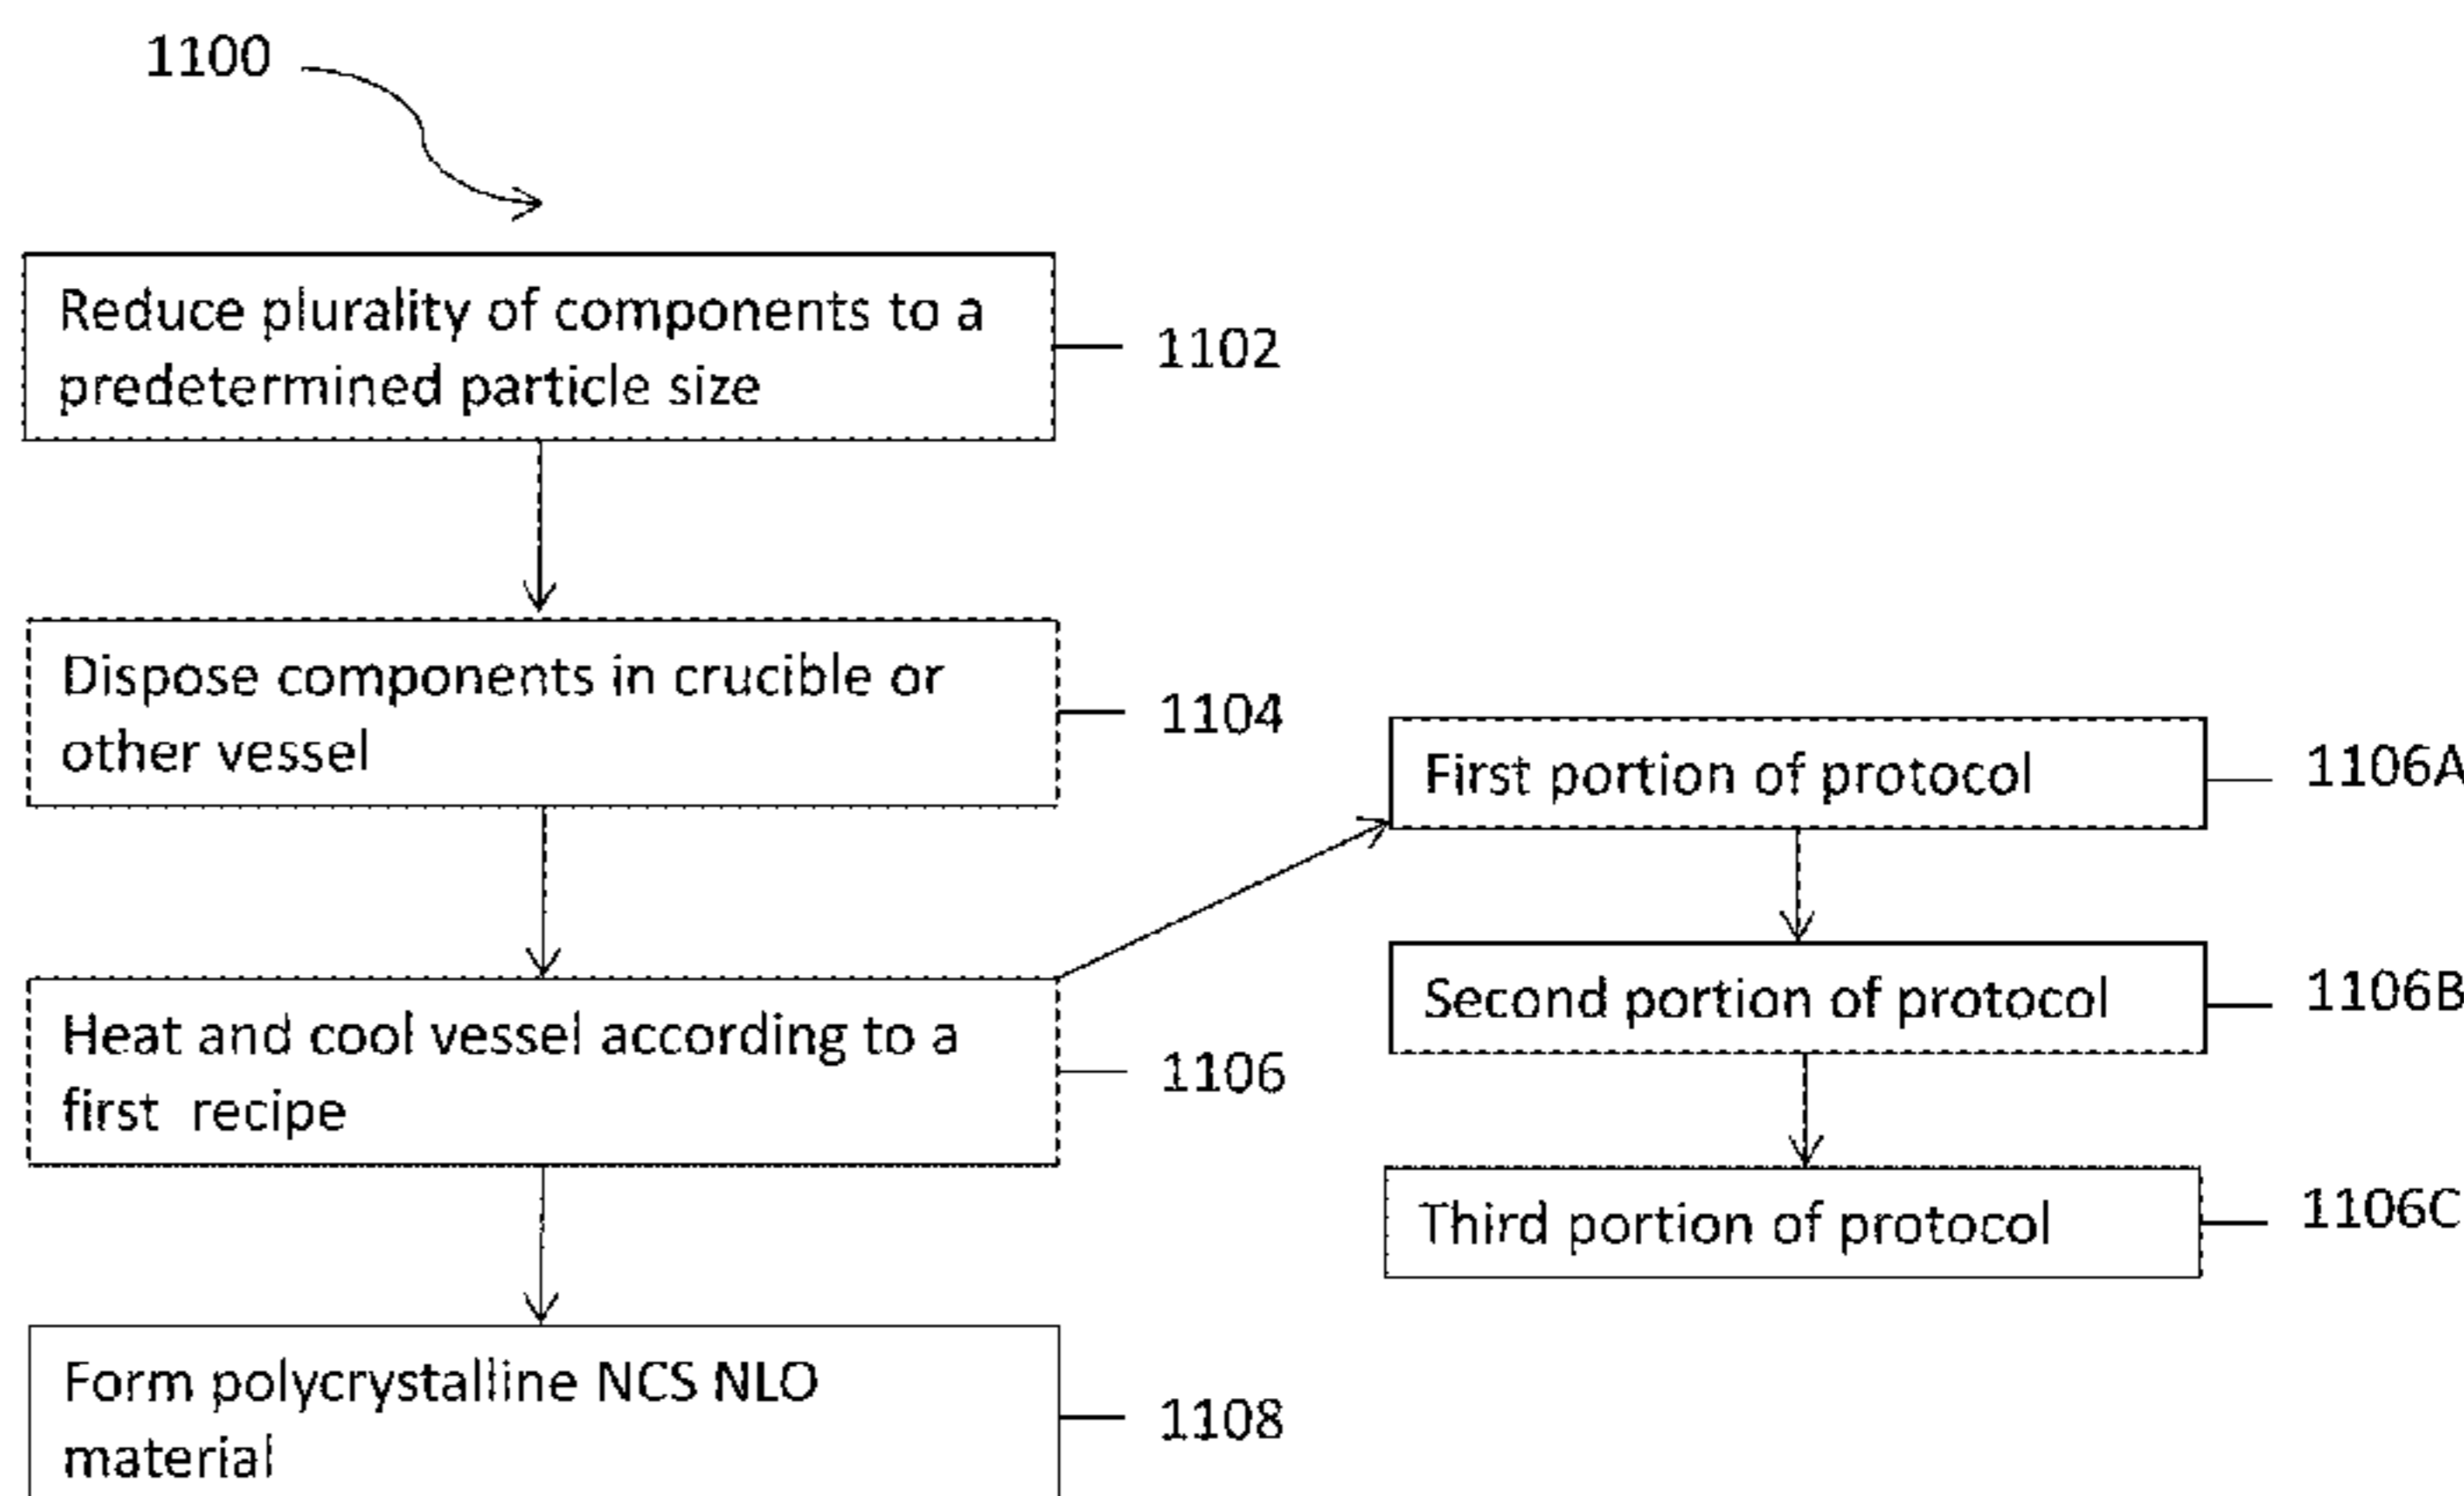 1100
Reduce plurality of components to a
predetermined particle size
1102
Dispose components in crucible or
other vessel
1104
Heat and cool vessel according to a
first recipe
1106
Form polycrystalline NCS NLO
material
1108
First portion of protocol
1106A
Second portion of protocol
1106B
Third portion of protocol
1106C